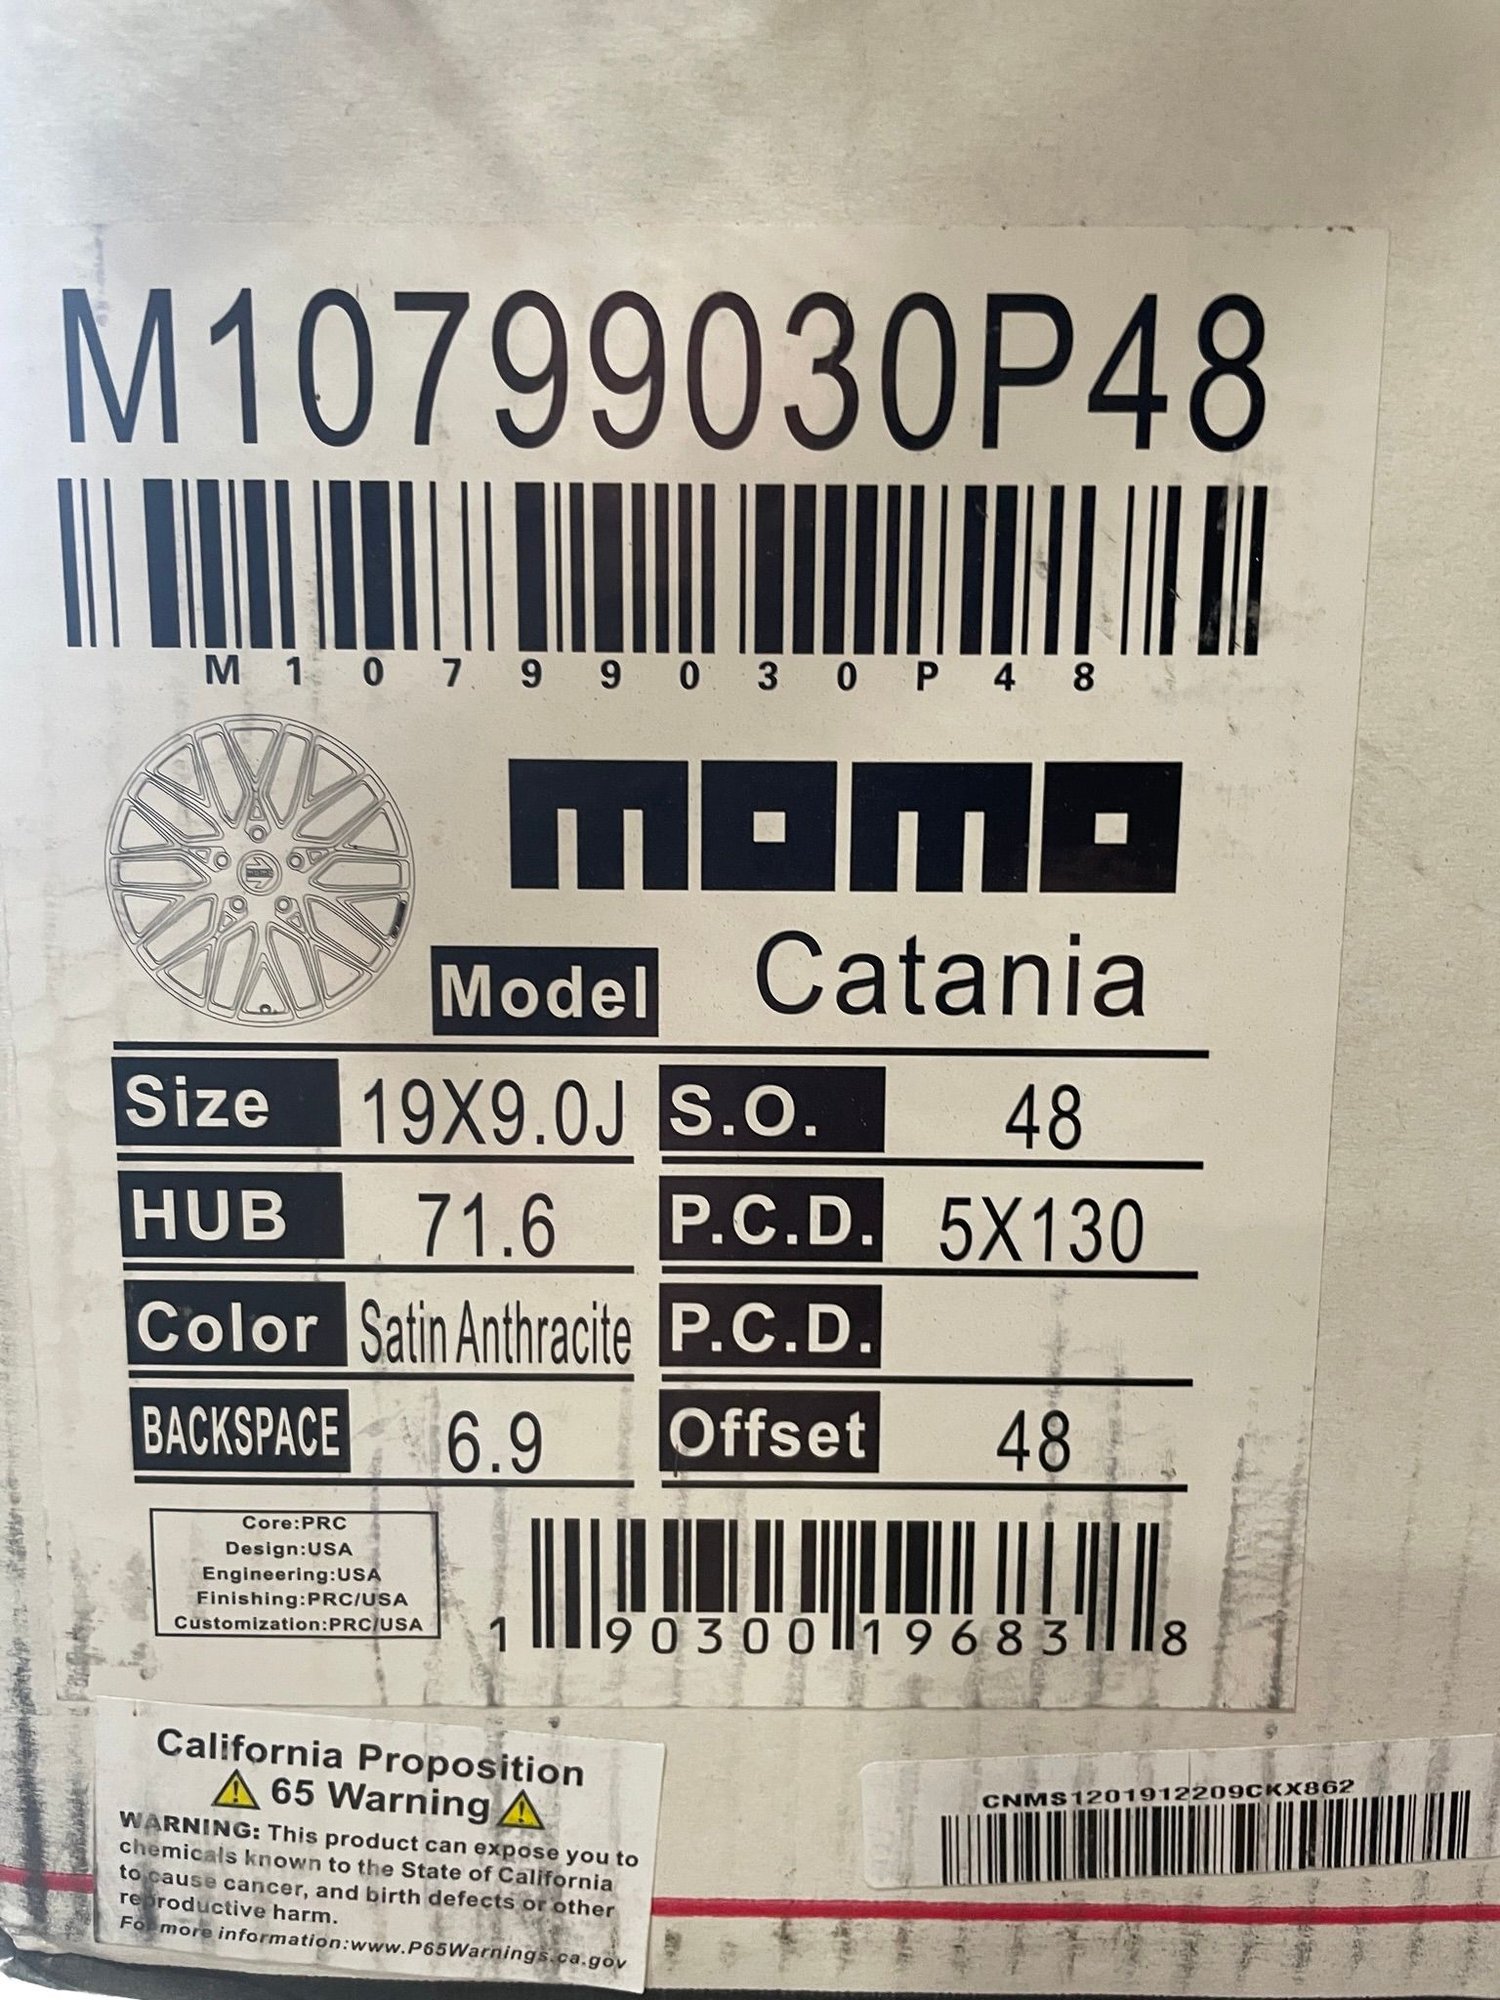 M10799030P48
M10799030P48
momo
Model Catania
Size 19X9.0J S.O. 48
HUB 71.6 P.C.D. 5X130
Color Satin Anthracite P.C.D.
BACKSPACE 6.9 Offset 48
Core:PRC
Design:USA
Engineering:USA
Finishing:PRC/USA
Customization:PRC/USA
1 90300 19683 8
California Proposition
65 Warning
WARNING: This product can expose you to
chemicals known to the State of California
to cause cancer, and birth defects or other
reproductive harm.
For more information:www.P65Warnings.ca.gov
CNMS1201912209CKX862